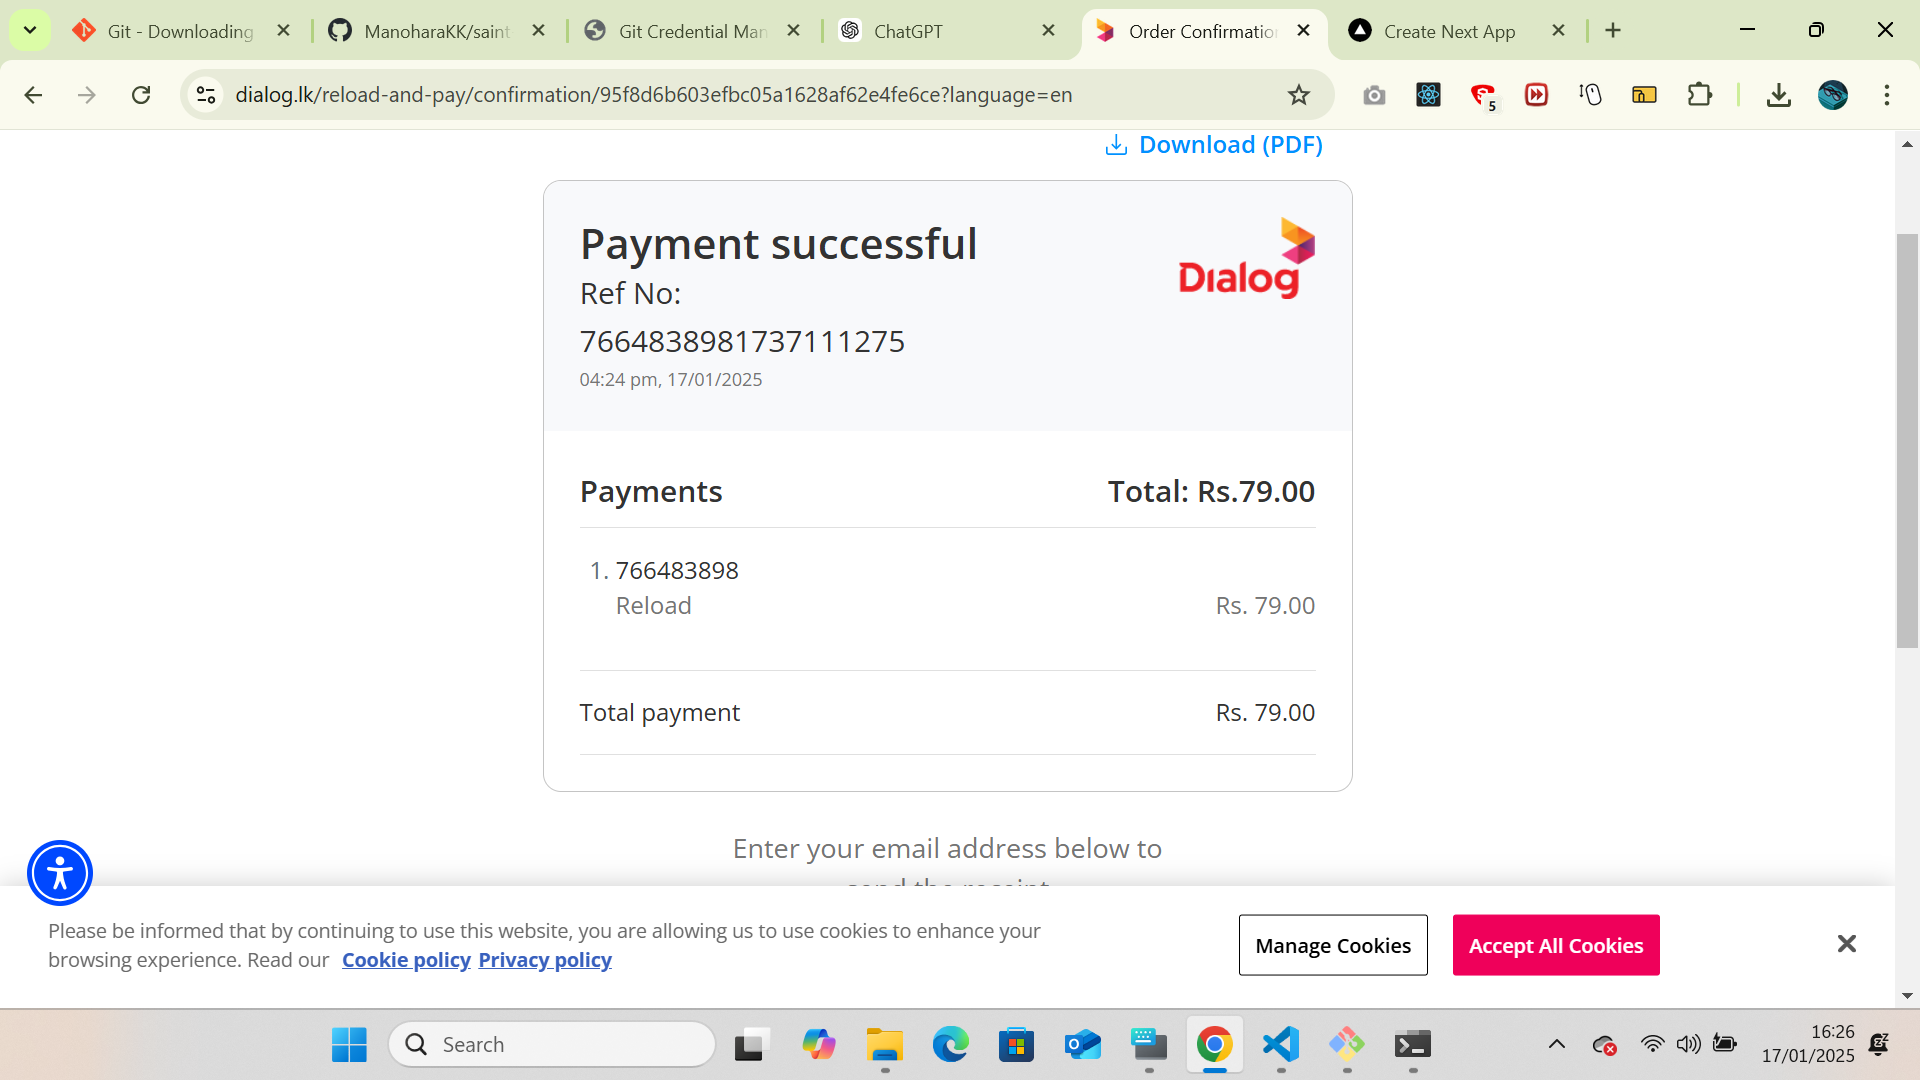 Git - Downloading
ManoharaKK/saint
Git Credential Man
ChatGPT
Order Confirmation
Create Next App
dialog.lk/reload-and-pay/confirmation/95f8d6b603efbc05a1628af62e4fe6ce?language=en
5
Download (PDF)
Payment successful
Dialog
Ref No:
7664838981737111275
04:24 pm, 17/01/2025
Payments
Total: Rs.79.00
1. 766483898
Reload
Rs. 79.00
Total payment
Rs. 79.00
Enter your email address below to
send the receipt
Please be informed that by continuing to use this website, you are allowing us to use cookies to enhance your
browsing experience. Read our Cookie policy Privacy policy
Manage Cookies
Accept All Cookies
Search
16:26
17/01/2025